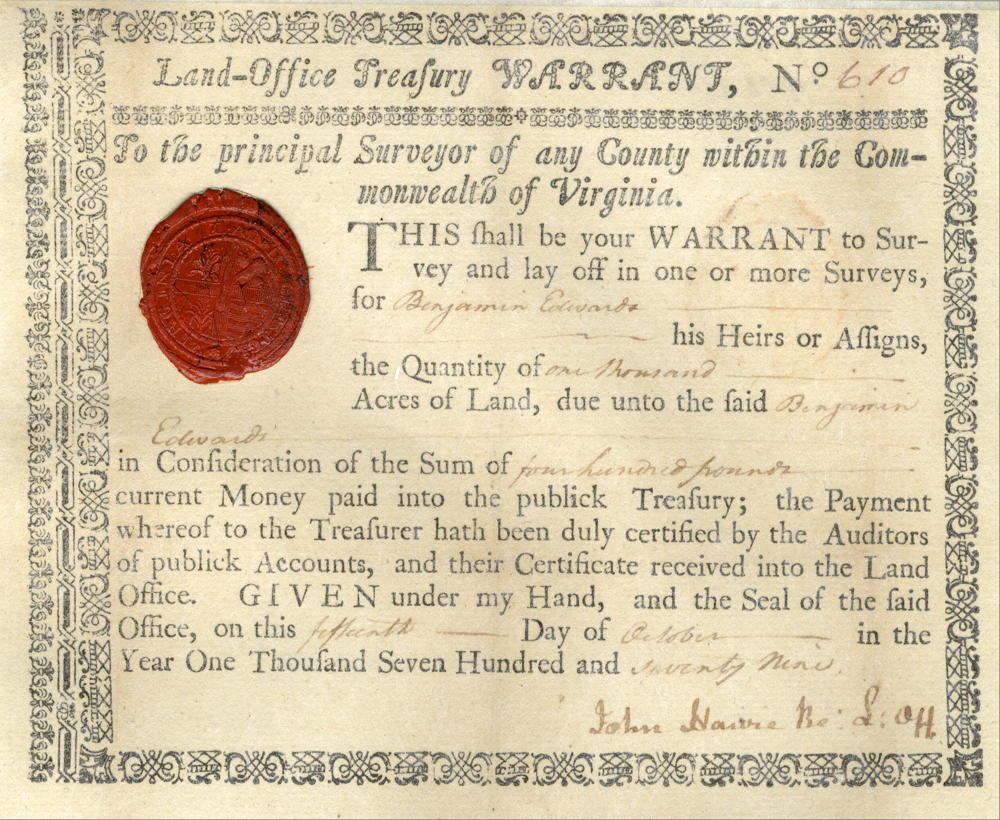 Land-Office Treaſury WARRANT, No 610
To the principal Surveyor of any County within the Com-
monwealth of Virginia.
THIS ſhall be your WARRANT to Sur-
vey and lay off in one or more Surveys,
for Benjamin Edwards
his Heirs or Aſſigns,
the Quantity of one thousand
Acres of Land, due unto the ſaid Benjamin
Edwards
in Conſideration of the Sum of four hundred pounds
current Money paid into the publick Treaſury; the Payment
whereof to the Treaſurer hath been duly certified by the Auditors
of publick Accounts, and their Certificate received into the Land
Office. GIVEN under my Hand, and the Seal of the ſaid
Office, on this fifteenth Day of October in the
Year One Thouſand Seven Hundred and seventy Nine.
John Hawie Re L: Off